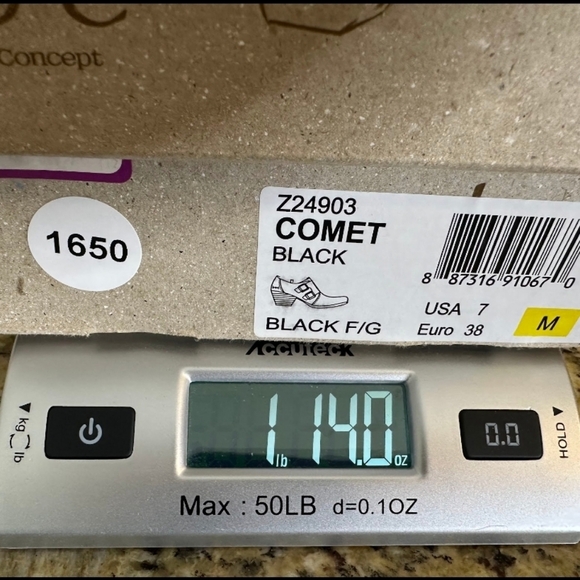 Concept
1650
Z24903
COMET
BLACK
BLACK F/G
8 87316 91067 0
USA 7
Euro 38
M
Accuteck
kg lb
1 lb 14.0 oz
0.0
HOLD
Max : 50LB d=0.1OZ